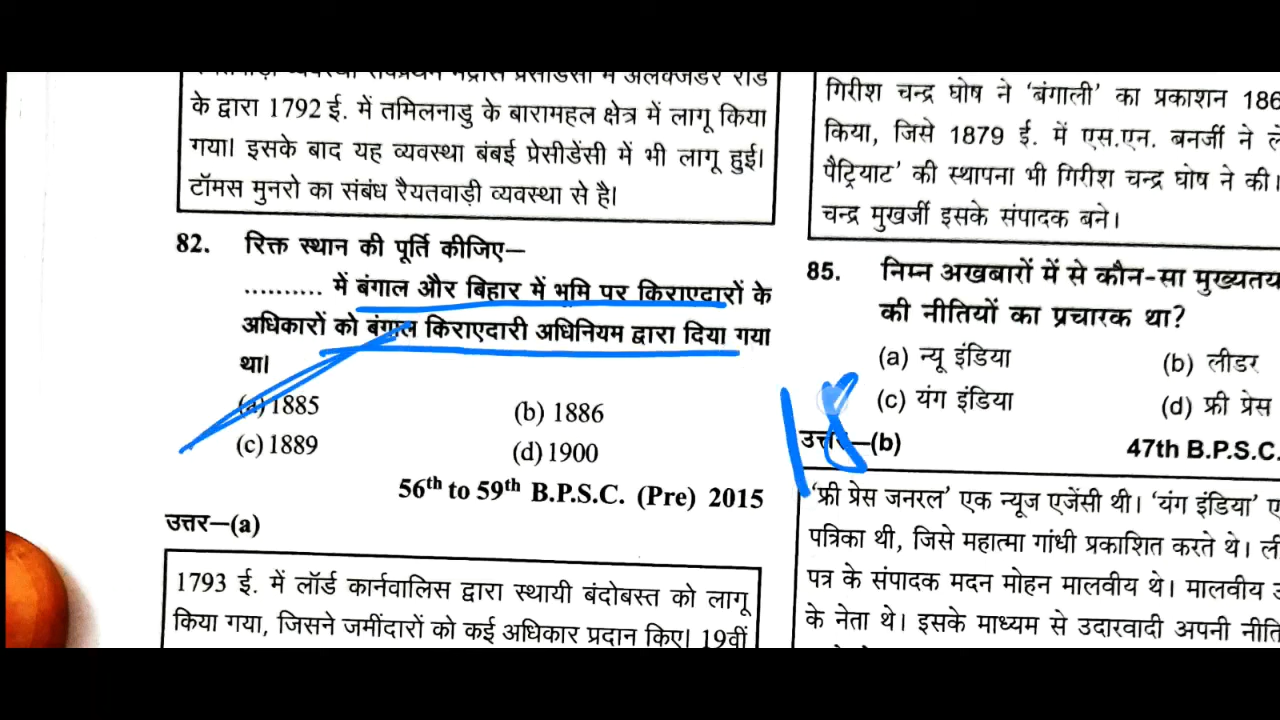 के द्वारा 1792 ई. में तमिलनाडु के बारामहल क्षेत्र में लागू किया
गया। इसके बाद यह व्यवस्था बंबई प्रेसीडेंसी में भी लागू हुई।
टॉमस मुनरो का संबंध रैयतवाड़ी व्यवस्था से है।
82. रिक्त स्थान की पूर्ति कीजिए–
.......... में बंगाल और बिहार में भूमि पर किराएदारों के
अधिकारों को बंगाल किराएदारी अधिनियम द्वारा दिया गया
था।
(a) 1885 (b) 1886
(c) 1889 (d) 1900
56th to 59th B.P.S.C. (Pre) 2015
उत्तर–(a)
1793 ई. में लॉर्ड कार्नवालिस द्वारा स्थायी बंदोबस्त को लागू
किया गया, जिसने जमींदारों को कई अधिकार प्रदान किए। 19वीं
गिरीश चन्द्र घोष ने ‘बंगाली’ का प्रकाशन 186
किया, जिसे 1879 ई. में एस.एन. बनर्जी ने
पैट्रियाट’ की स्थापना भी गिरीश चन्द्र घोष ने की।
चन्द्र मुखर्जी इसके संपादक बने।
85. निम्न अखबारों में से कौन-सा मुख्यतय
की नीतियों का प्रचारक था?
(a) न्यू इंडिया (b) लीडर
(c) यंग इंडिया (d) फ्री प्रेस
18
उत्तर–(b) 47th B.P.S.C.
‘फ्री प्रेस जनरल’ एक न्यूज एजेंसी थी। ‘यंग इंडिया’ ए
पत्रिका थी, जिसे महात्मा गांधी प्रकाशित करते थे। ली
पत्र के संपादक मदन मोहन मालवीय थे। मालवीय
के नेता थे। इसके माध्यम से उदारवादी अपनी नीति